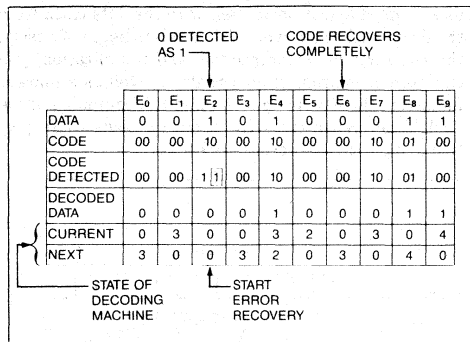 0 DETECTED
AS 1
CODE RECOVERS
COMPLETELY
E₀ E₁ E₂ E₃ E₄ E₅ E₆ E₇ E₈ E₉
DATA 0 0 1 0 1 0 0 0 1 1
CODE 00 00 10 00 10 00 00 10 01 00
CODE
DETECTED 00 00 11 00 10 00 00 10 01 00
DECODED
DATA 0 0 0 0 1 0 0 0 1 1
CURRENT 0 3 0 0 3 2 0 3 0 4
NEXT 3 0 0 3 2 0 3 0 4 0
STATE OF
DECODING
MACHINE
START
ERROR
RECOVERY